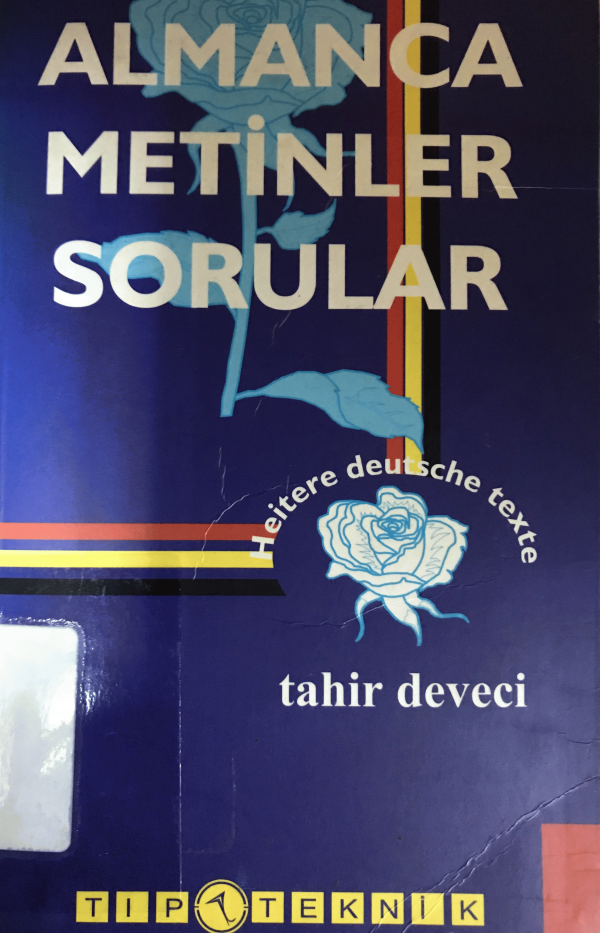 ALMANCA
METİNLER
SORULAR
Heitere deutsche texte
tahir deveci
TIP TEKNİK